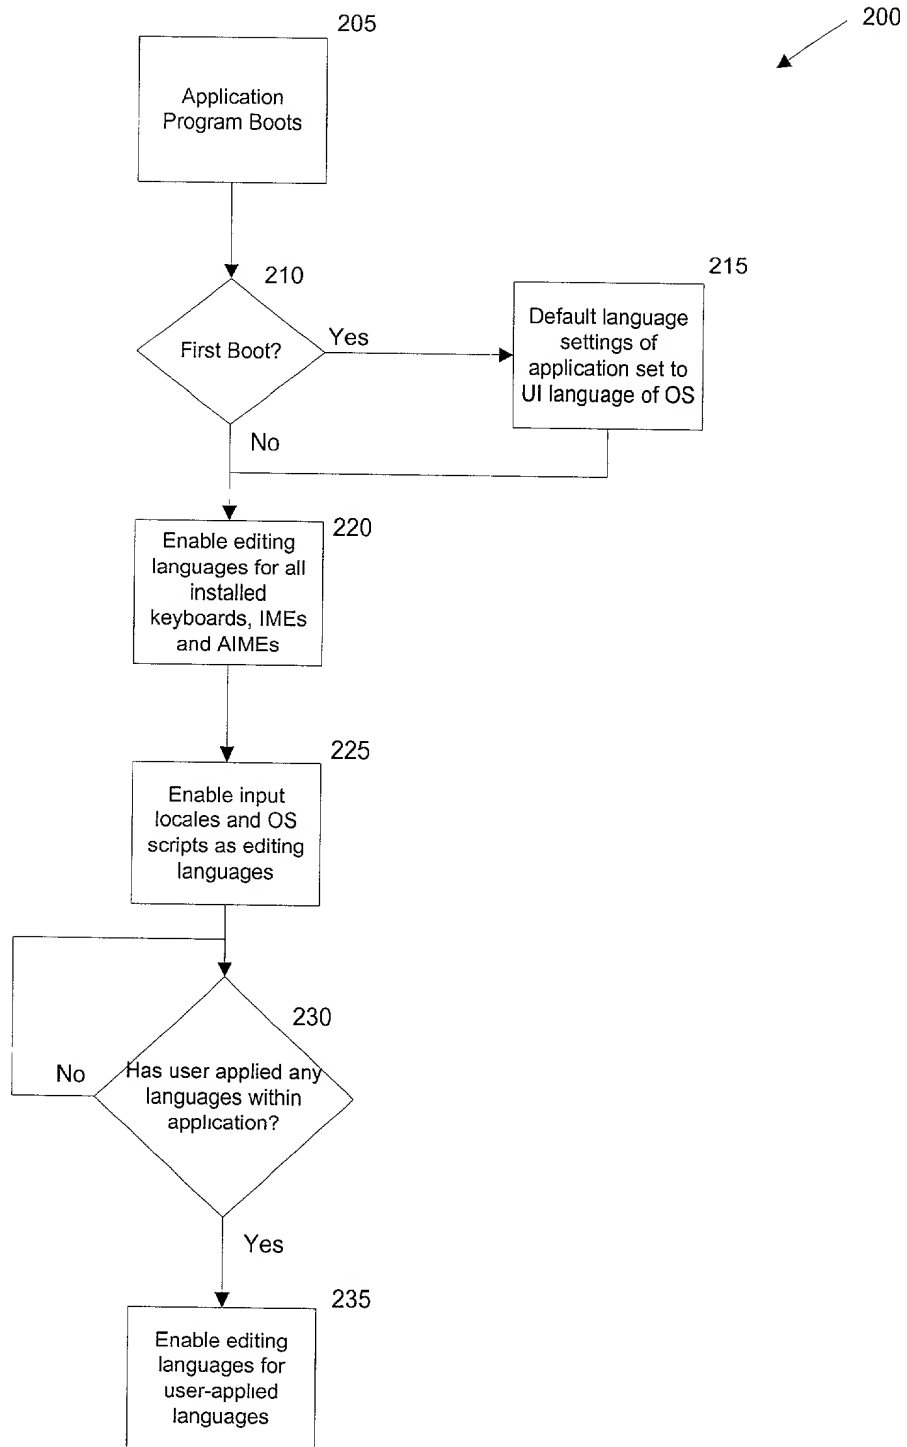 205
200
Application
Program Boots
210
First Boot?
Yes
215
Default language
settings of
application set to
UI language of OS
No
220
Enable editing
languages for all
installed
keyboards, IMEs
and AIMEs
225
Enable input
locales and OS
scripts as editing
languages
230
Has user applied any
languages within
application?
No
Yes
235
Enable editing
languages for
user-applied
languages